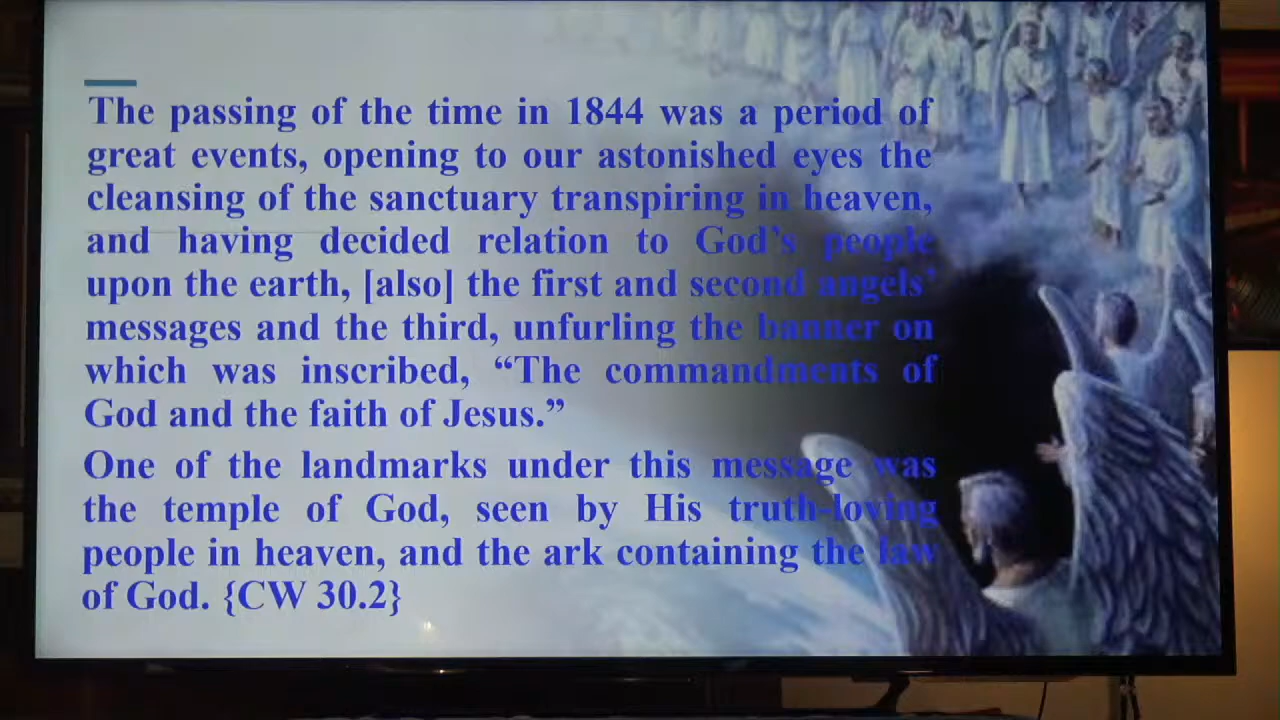 The passing of the time in 1844 was a period of
great events, opening to our astonished eyes the
cleansing of the sanctuary transpiring in heaven,
and having decided relation to God's people
upon the earth, [also] the first and second angels'
messages and the third, unfurling the banner on
which was inscribed, “The commandments of
God and the faith of Jesus.”
One of the landmarks under this message was
the temple of God, seen by His truth-loving
people in heaven, and the ark containing the law
of God. {CW 30.2}